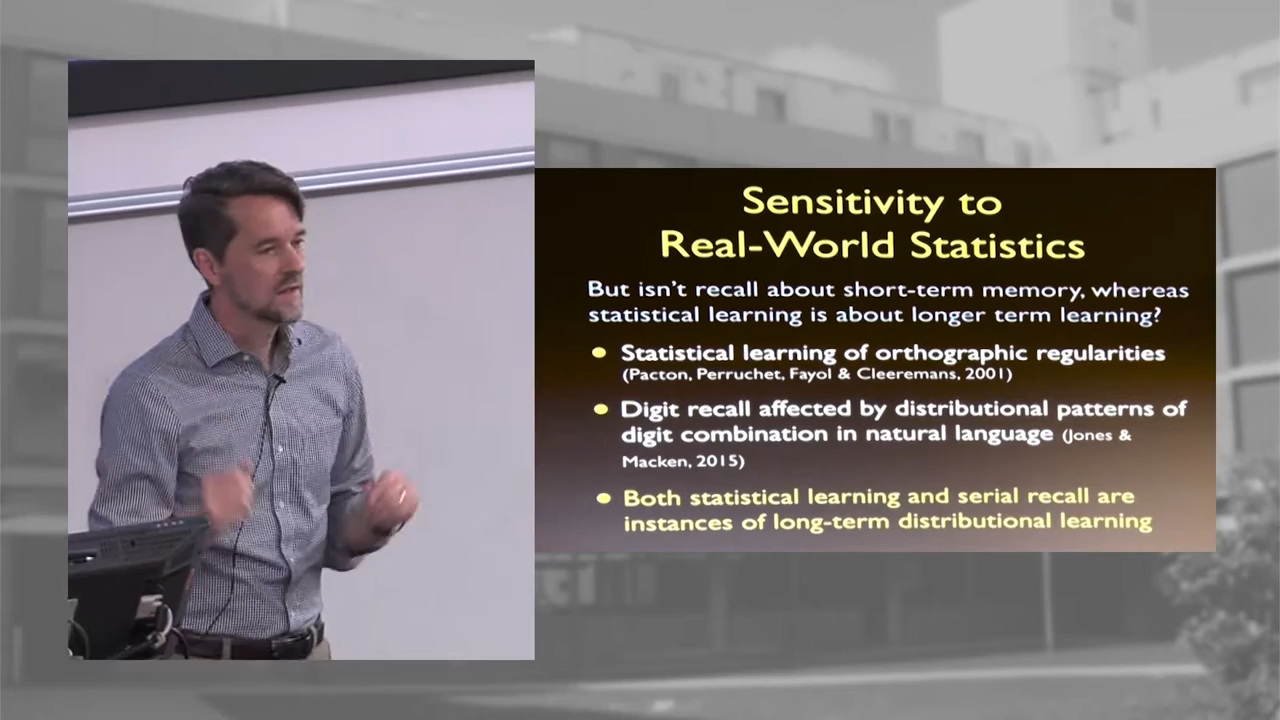 Sensitivity to
Real-World Statistics
But isn't recall about short-term memory, whereas
statistical learning is about longer term learning?
Statistical learning of orthographic regularities
(Pacton, Perruchet, Fayol & Cleeremans, 2001)
Digit recall affected by distributional patterns of
digit combination in natural language (Jones &
Macken, 2015)
Both statistical learning and serial recall are
instances of long-term distributional learning